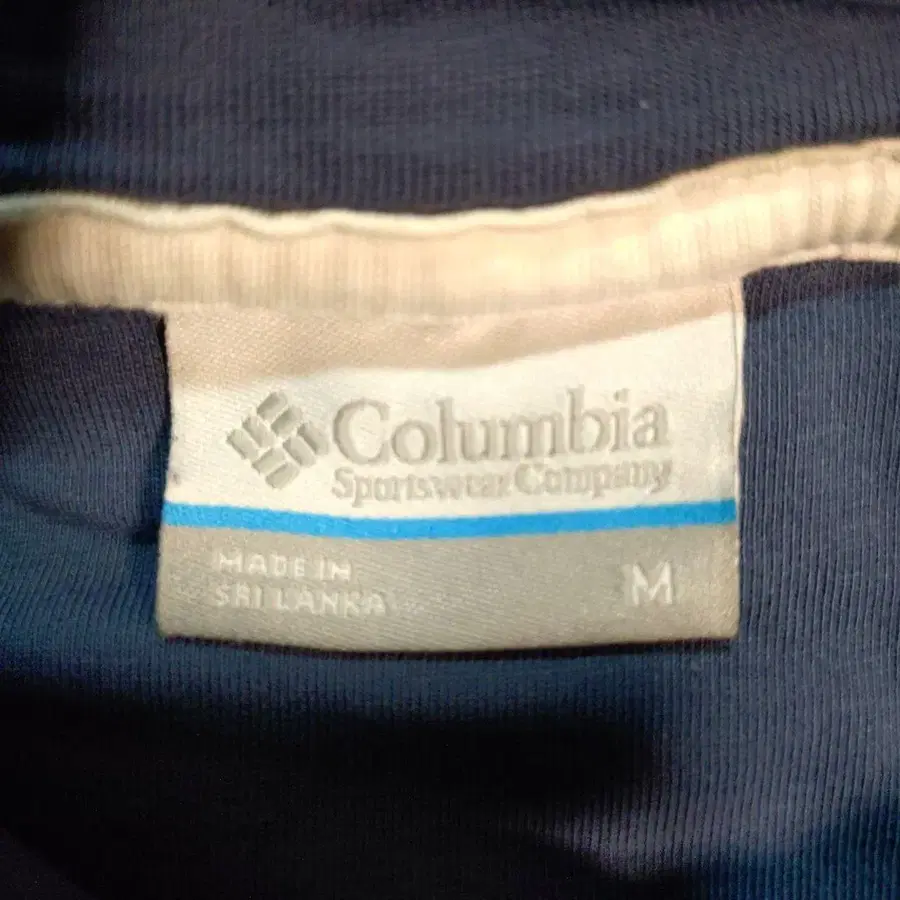 Columbia
Sportswear Company
MADE IN
SRI LANKA
M